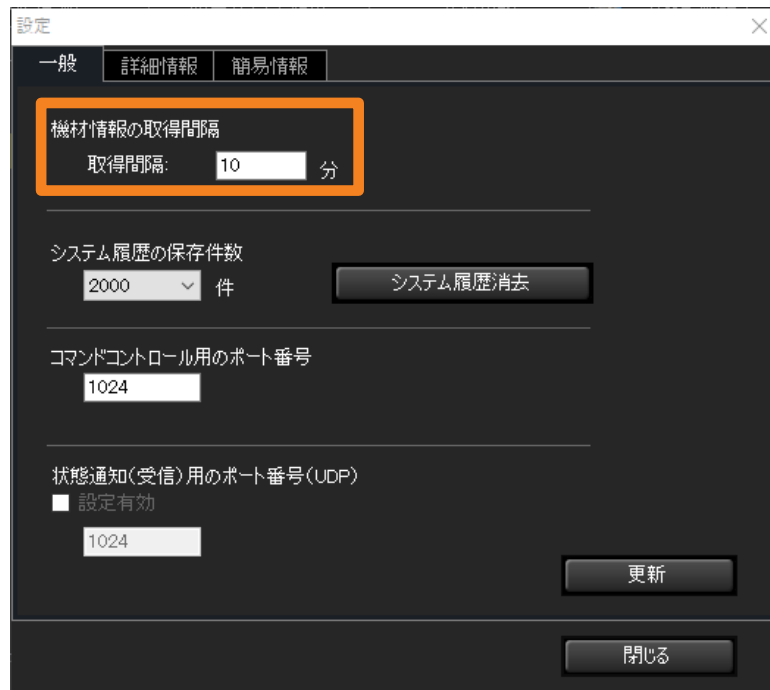 設定
一般 詳細情報 簡易情報
機材情報の取得間隔
取得間隔: 10 分
システム履歴の保存件数
2000 件 システム履歴消去
コマンドコントロール用のポート番号
1024
状態通知(受信)用のポート番号(UDP)
設定有効
1024
更新
閉じる